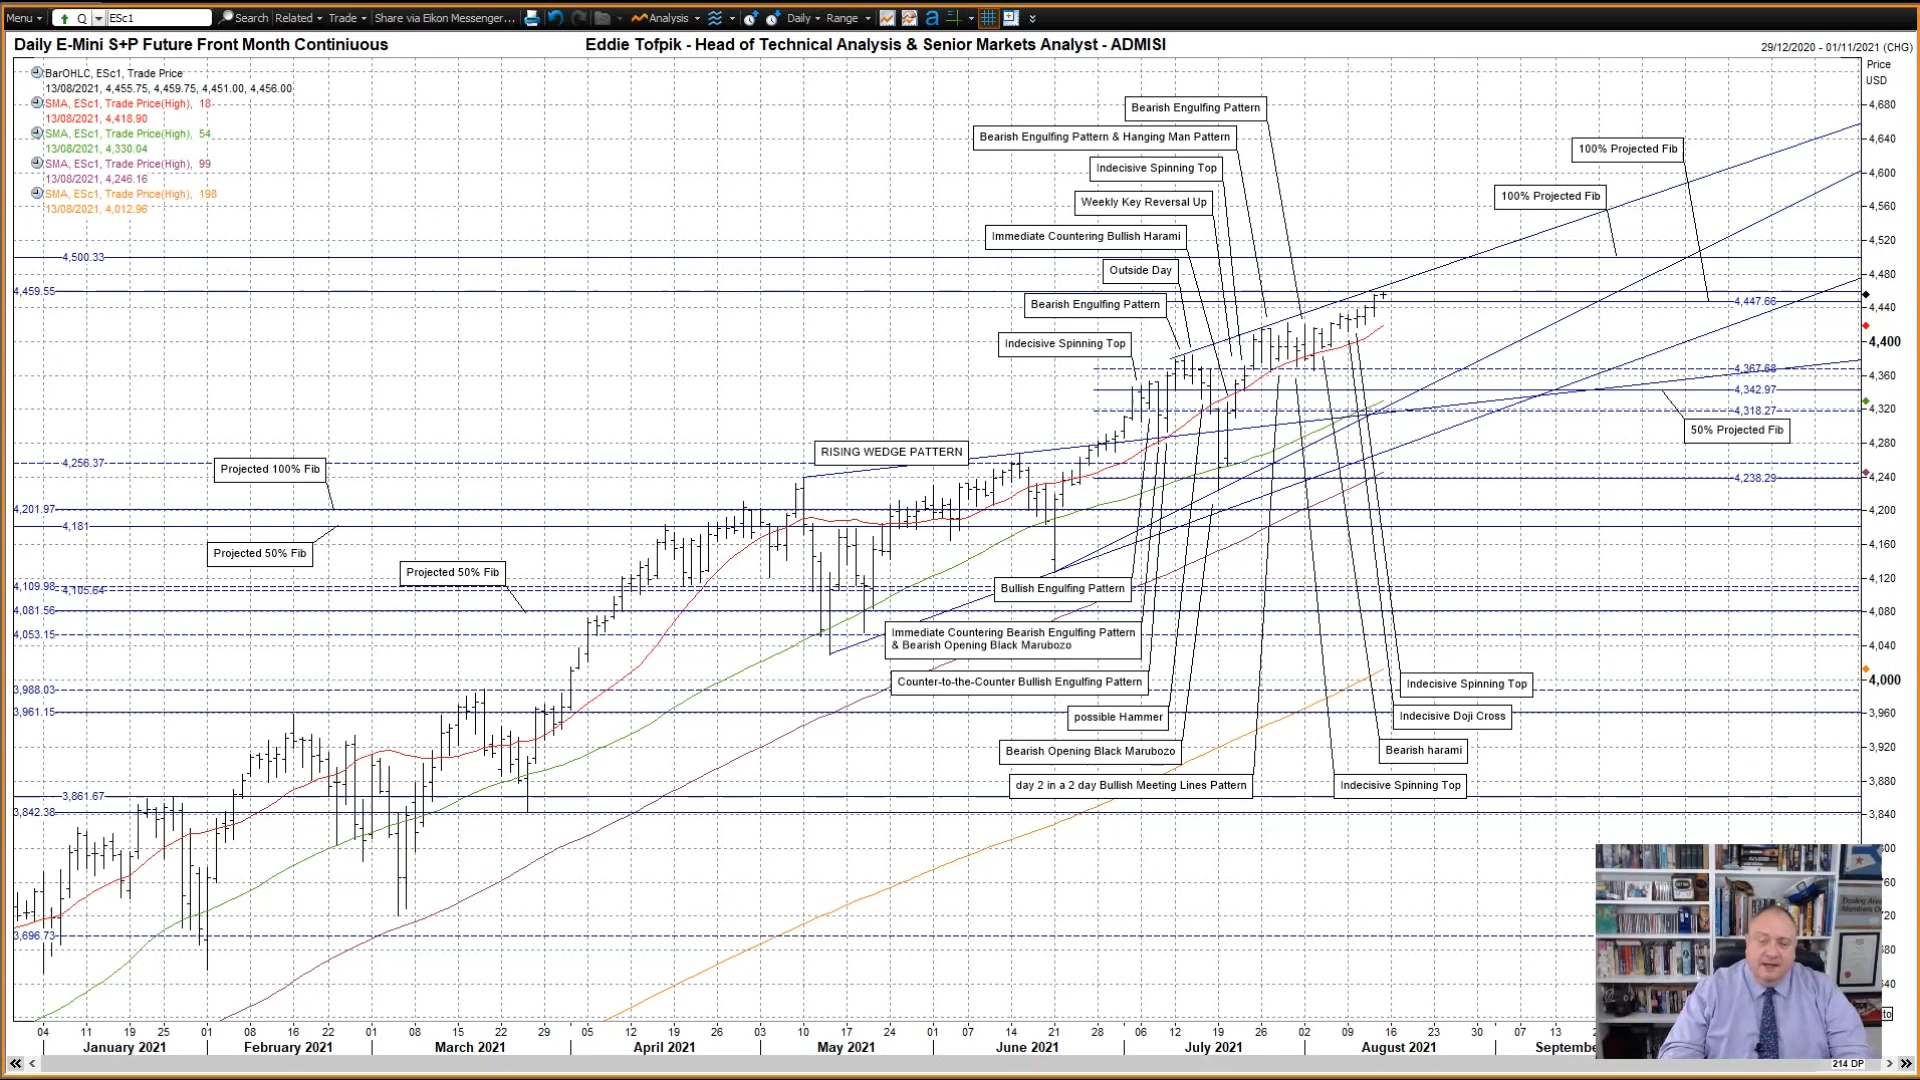 Menu Q ESc1 Search Related Trade Share via Eikon Messenger... Analysis Daily Range a
Daily E-Mini S+P Future Front Month Continiuous
Eddie Tofpik - Head of Technical Analysis & Senior Markets Analyst - ADMISI
29/12/2020 - 01/11/2021 (CHG)
Price
USD
BarOHLC, ESc1, Trade Price
13/08/2021, 4,455.75, 4,459.75, 4,451.00, 4,456.00
SMA, ESc1, Trade Price(High), 18
13/08/2021, 4,418.90
SMA, ESc1, Trade Price(High), 54
13/08/2021, 4,330.04
SMA, ESc1, Trade Price(High), 99
13/08/2021, 4,246.16
SMA, ESc1, Trade Price(High), 198
13/08/2021, 4,012.96
Bearish Engulfing Pattern
Bearish Engulfing Pattern & Hanging Man Pattern
100% Projected Fib
Indecisive Spinning Top
100% Projected Fib
Weekly Key Reversal Up
Immediate Countering Bullish Harami
4,500.33
Outside Day
4,459.55
Bearish Engulfing Pattern
4,447.66
Indecisive Spinning Top
4,367.68
4,342.97
4,318.27
50% Projected Fib
RISING WEDGE PATTERN
4,256.37
Projected 100% Fib
4,238.29
4,201.97
4,181
Projected 50% Fib
Projected 50% Fib
4,109.98
4,105.64
Bullish Engulfing Pattern
4,081.56
4,053.15
Immediate Countering Bearish Engulfing Pattern
& Bearish Opening Black Marubozo
Counter-to-the-Counter Bullish Engulfing Pattern
Indecisive Spinning Top
3,988.03
3,961.15
possible Hammer
Indecisive Doji Cross
Bearish Opening Black Marubozo
Bearish harami
day 2 in a 2 day Bullish Meeting Lines Pattern
Indecisive Spinning Top
3,861.67
3,842.38
3,696.73
4,680
4,640
4,600
4,560
4,520
4,480
4,440
4,400
4,360
4,320
4,280
4,240
4,200
4,160
4,120
4,080
4,040
4,000
3,960
3,920
3,880
3,840
800
760
720
680
640
04 11 19 25 01 08 16 22 01 08 15 22 29 05 12 19 26 03 10 17 24 01 07 14 21 28 06 12 19 26 02 09 16 23 30 07 13
January 2021 February 2021 March 2021 April 2021 May 2021 June 2021 July 2021 August 2021 Septembe
214 DP